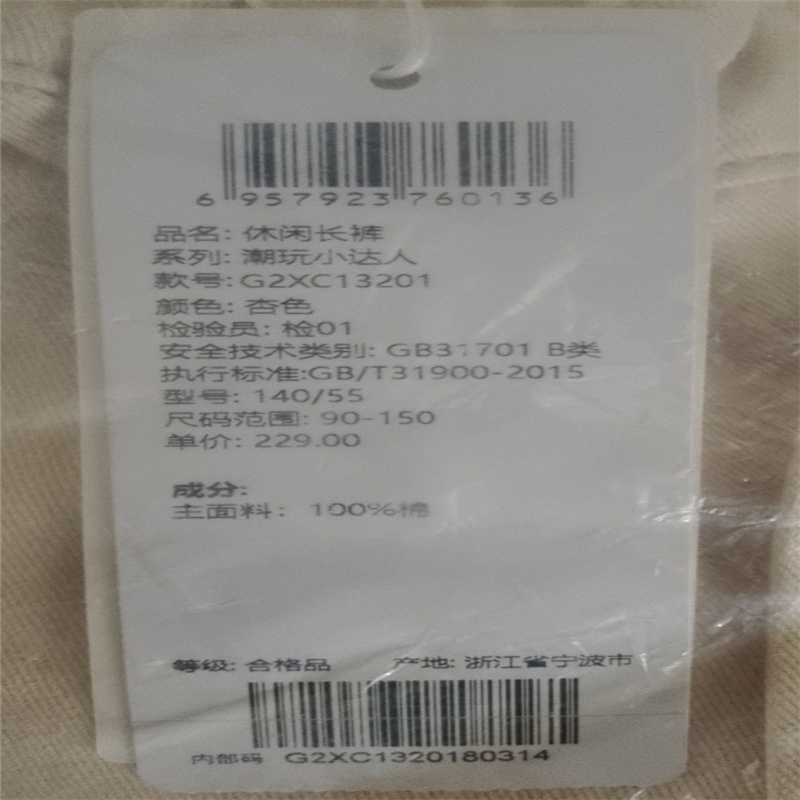 6 957923 760136
品名: 休闲长裤
系列: 潮玩小达人
款号: G2XC13201
颜色: 杏色
检验员: 检01
安全技术类别: GB31701 B类
执行标准:GB/T31900-2015
型号: 140/55
尺码范围: 90-150
单价: 229.00
成分:
主面料: 100%棉
等级: 合格品 产地: 浙江省宁波市
内部码 G2XC1320180314